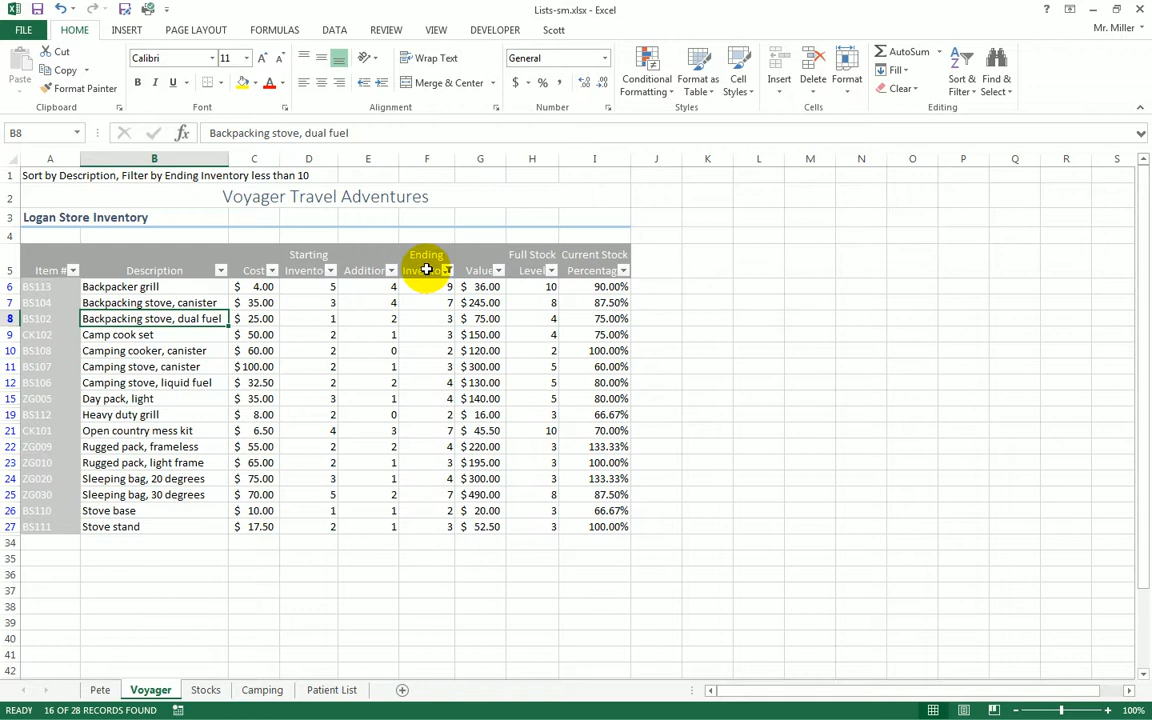 Lists-sm.xlsx - Excel
FILE HOME INSERT PAGE LAYOUT FORMULAS DATA REVIEW VIEW DEVELOPER Scott Mr. Miller
Paste
Cut
Copy
Format Painter
Clipboard
Calibri 11
B I U
Font
Wrap Text
Merge & Center
Alignment
General
$ % ,
Number
Conditional Formatting
Format as Table
Cell Styles
Styles
Insert Delete Format
Cells
AutoSum
Fill
Clear
Sort & Filter
Find & Select
Editing
B8 fx Backpacking stove, dual fuel
A B C D E F G H I J K L M N O P Q R S
1 Sort by Description, Filter by Ending Inventory less than 10
2 Voyager Travel Adventures
3 Logan Store Inventory
4
Starting Ending Full Stock Current Stock
5 Item # Description Cost Invento Addition Value Level Percentag
6 BS113 Backpacker grill $ 4.00 5 4 9 $ 36.00 10 90.00%
7 BS104 Backpacking stove, canister $ 35.00 3 4 7 $ 245.00 8 87.50%
8 BS102 Backpacking stove, dual fuel $ 25.00 1 2 3 $ 75.00 4 75.00%
9 CK102 Camp cook set $ 50.00 2 1 3 $ 150.00 4 75.00%
10 BS108 Camping cooker, canister $ 60.00 2 0 2 $ 120.00 2 100.00%
11 BS107 Camping stove, canister $ 100.00 2 1 3 $ 300.00 5 60.00%
12 BS106 Camping stove, liquid fuel $ 32.50 2 2 4 $ 130.00 5 80.00%
15 ZG005 Day pack, light $ 35.00 3 1 4 $ 140.00 5 80.00%
19 BS112 Heavy duty grill $ 8.00 2 0 2 $ 16.00 3 66.67%
21 CK101 Open country mess kit $ 6.50 4 3 7 $ 45.50 10 70.00%
22 ZG009 Rugged pack, frameless $ 55.00 2 2 4 $ 220.00 3 133.33%
23 ZG010 Rugged pack, light frame $ 65.00 2 1 3 $ 195.00 3 100.00%
24 ZG020 Sleeping bag, 20 degrees $ 75.00 3 1 4 $ 300.00 3 133.33%
25 ZG030 Sleeping bag, 30 degrees $ 70.00 5 2 7 $ 490.00 8 87.50%
26 BS110 Stove base $ 10.00 1 1 2 $ 20.00 3 66.67%
27 BS111 Stove stand $ 17.50 2 1 3 $ 52.50 3 100.00%
34
35
36
37
38
39
40
41
42
Pete Voyager Stocks Camping Patient List
READY 16 OF 28 RECORDS FOUND 100%